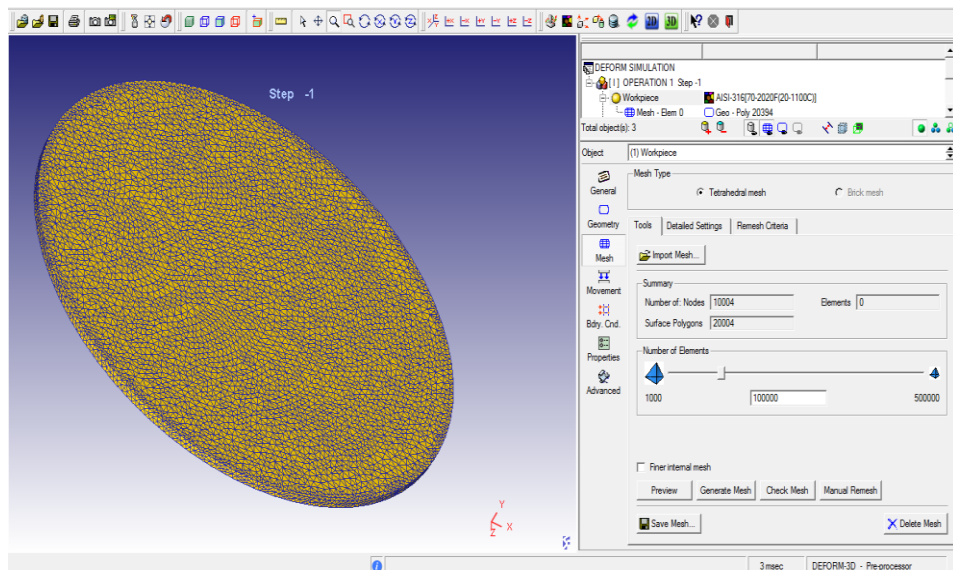 Step -1
DEFORM SIMULATION
[1] OPERATION 1 Step -1
Workpiece AISI-316[70-2020F(20-1100C)]
Mesh - Elem 0 Geo - Poly 20394
Total object(s): 3
Object (1) Workpiece
General
Geometry
Mesh
Movement
Bdry. Cnd.
Properties
Advanced
Mesh Type
Tetrahedral mesh Brick mesh
Tools Detailed Settings Remesh Criteria
Import Mesh...
Summary
Number of: Nodes 10004 Elements 0
Surface Polygons 20004
Number of Elements
1000 100000 500000
Finer internal mesh
Preview Generate Mesh Check Mesh Manual Remesh
Save Mesh... Delete Mesh
Y
X
Z
3 msec DEFORM-3D - Pre-processor